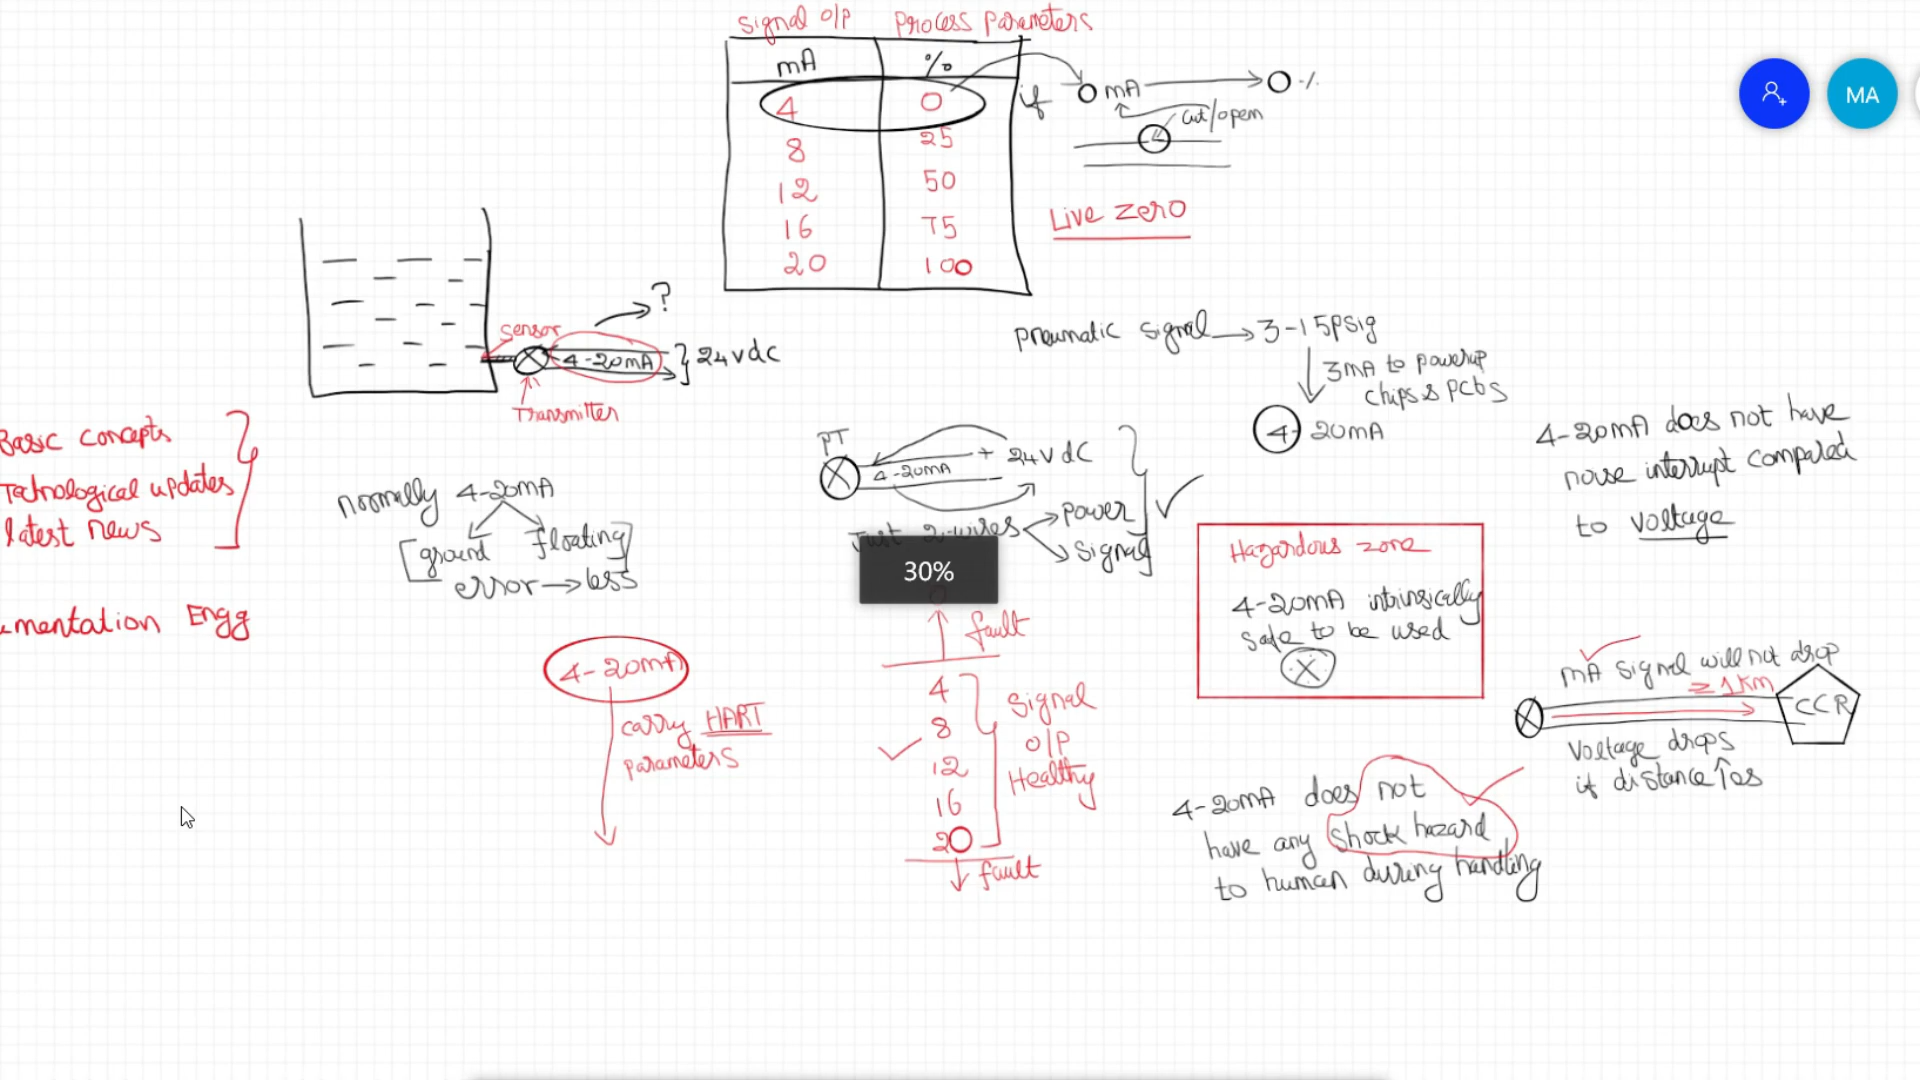 Signal O/P Process Parameters
mA %
4 0
8 25
12 50
16 75
20 100
if 0 mA 0 %
cut/open
Live Zero
MA
?
Sensor
4-20mA 24vdc
Transmitter
Pneumatic Signal 3-15psig
3mA to powerup
chips & pcbs
4-20mA
Basic concepts
Technological updates
latest news
umentation Engg
normally 4-20mA
ground floating
error less
PT
4-20mA + 24vdc
-
Just 2-wires Power
Signal
30%
4-20mA does not have
noise interrupt compared
to voltage
Hazardous zone
4-20mA intrinsically
safe to be used
4-20mA
carry HART
parameters
fault
4
8
12
16
20
Signal
O/P
Healthy
fault
mA Signal will not drop
1KM
CCR
Voltage drops
if distance ↑es
4-20mA does not
have any shock hazard
to human during handling